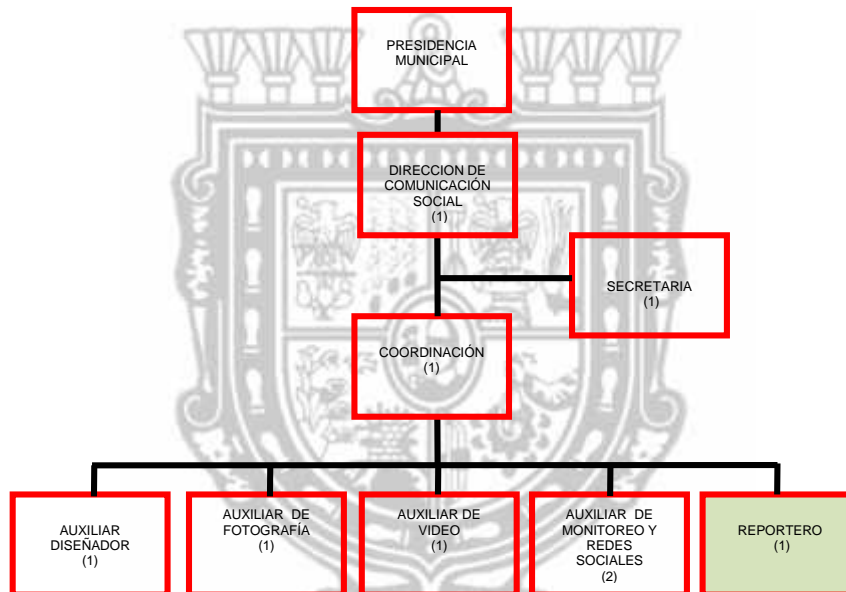 PRESIDENCIA
MUNICIPAL
DIRECCION DE
COMUNICACIÓN
SOCIAL
(1)
SECRETARIA
(1)
COORDINACIÓN
(1)
AUXILIAR
DISEÑADOR
(1)
AUXILIAR DE
FOTOGRAFÍA
(1)
AUXILIAR DE
VIDEO
(1)
AUXILIAR DE
MONITOREO Y
REDES
SOCIALES
(2)
REPORTERO
(1)